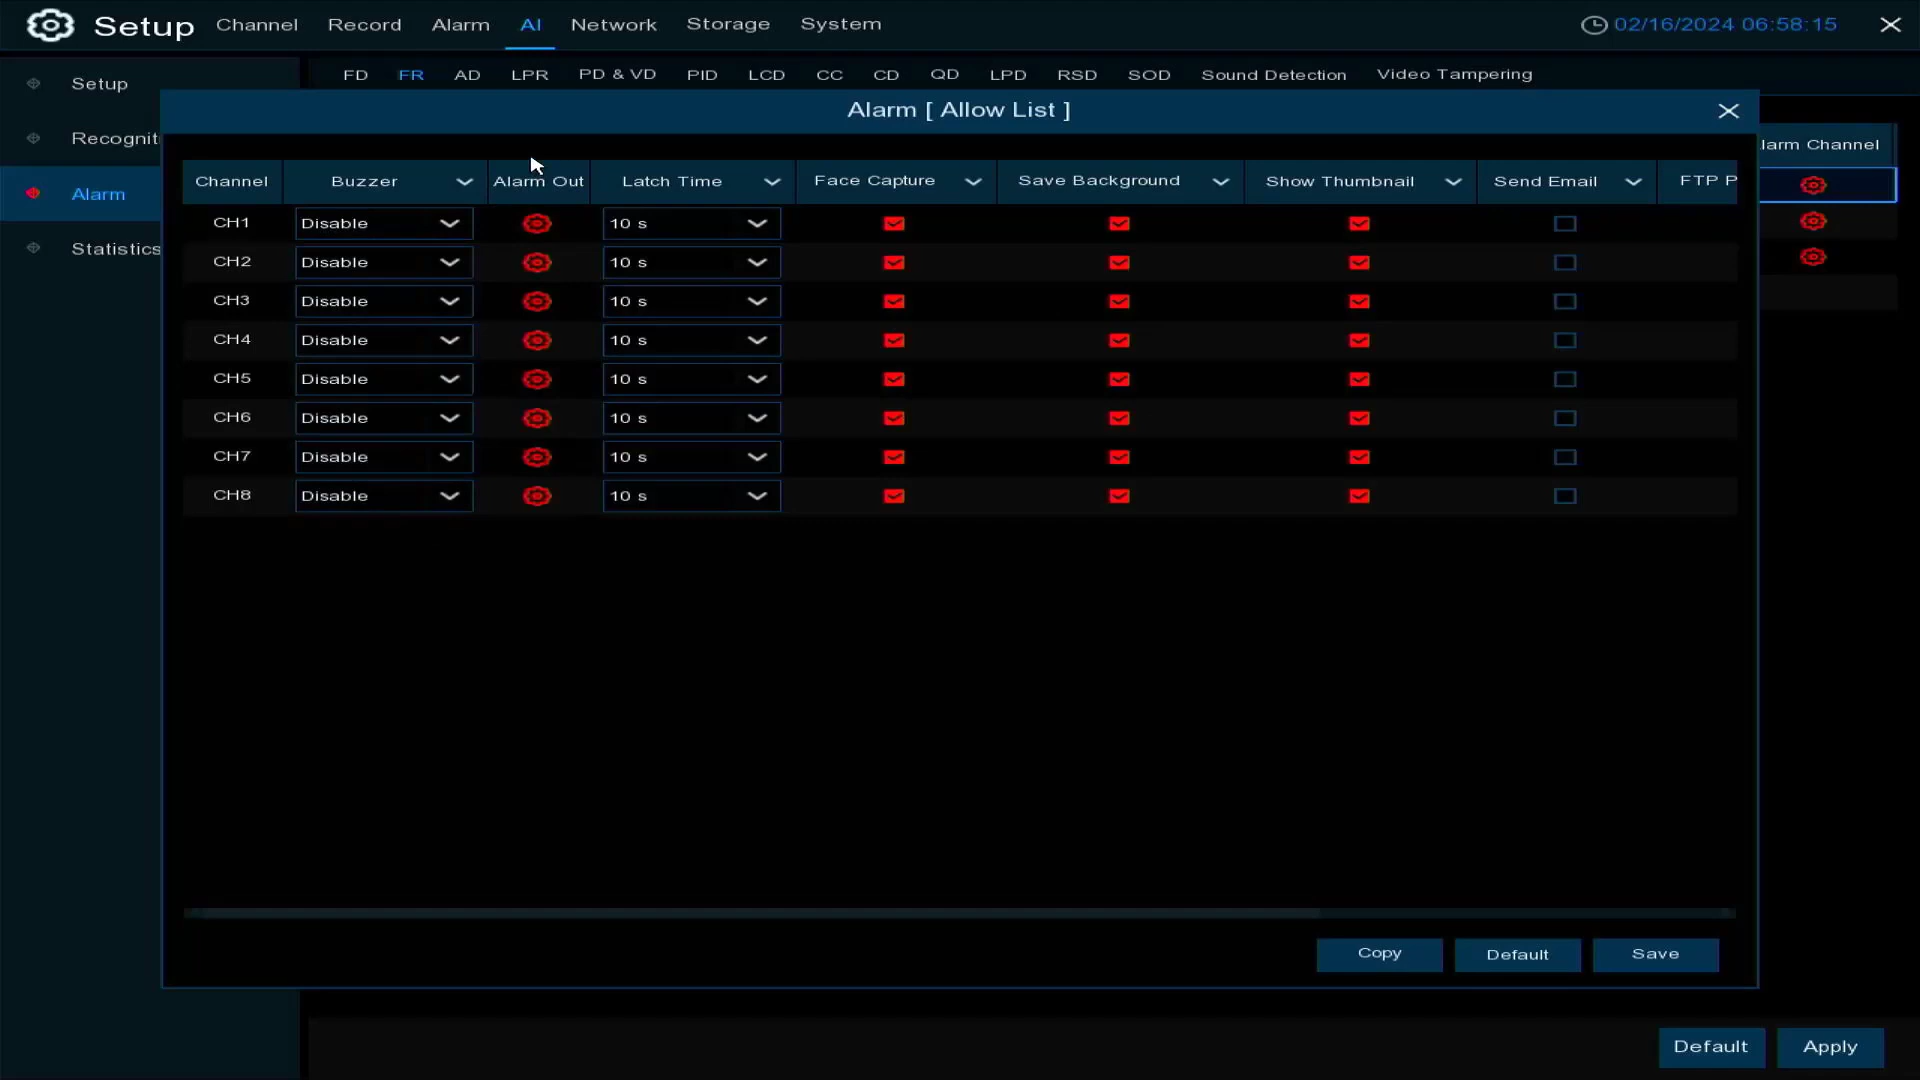 Setup Channel Record Alarm AI Network Storage System 02/16/2024 06:58:15
FD FR AD LPR PD & VD PID LCD CC CD QD LPD RSD SOD Sound Detection Video Tampering
Setup
Recogniti
Alarm
Statistics
Alarm [ Allow List ]
larm Channel
Channel Buzzer Alarm Out Latch Time Face Capture Save Background Show Thumbnail Send Email FTP P
CH1 Disable 10 s
CH2 Disable 10 s
CH3 Disable 10 s
CH4 Disable 10 s
CH5 Disable 10 s
CH6 Disable 10 s
CH7 Disable 10 s
CH8 Disable 10 s
Copy Default Save
Default Apply